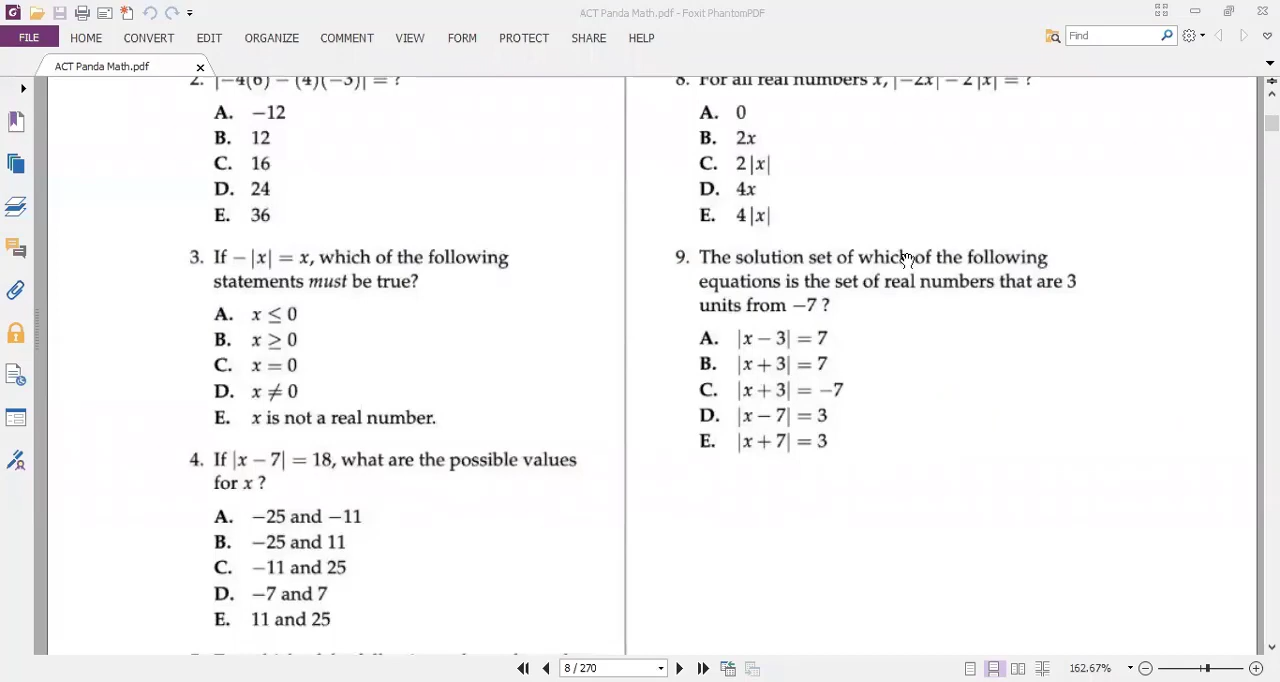 ACT Panda Math.pdf - Foxit PhantomPDF
FILE HOME CONVERT EDIT ORGANIZE COMMENT VIEW FORM PROTECT SHARE HELP
Find
ACT Panda Math.pdf
2. |−4(6) − (4)(−3)| = ?
A. −12
B. 12
C. 16
D. 24
E. 36
3. If −|x| = x, which of the following
statements must be true?
A. x ≤ 0
B. x ≥ 0
C. x = 0
D. x ≠ 0
E. x is not a real number.
4. If |x − 7| = 18, what are the possible values
for x ?
A. −25 and −11
B. −25 and 11
C. −11 and 25
D. −7 and 7
E. 11 and 25
8. For all real numbers x, |−2x| − 2|x| = ?
A. 0
B. 2x
C. 2|x|
D. 4x
E. 4|x|
9. The solution set of which of the following
equations is the set of real numbers that are 3
units from −7 ?
A. |x − 3| = 7
B. |x + 3| = 7
C. |x + 3| = −7
D. |x − 7| = 3
E. |x + 7| = 3
8 / 270
162.67%